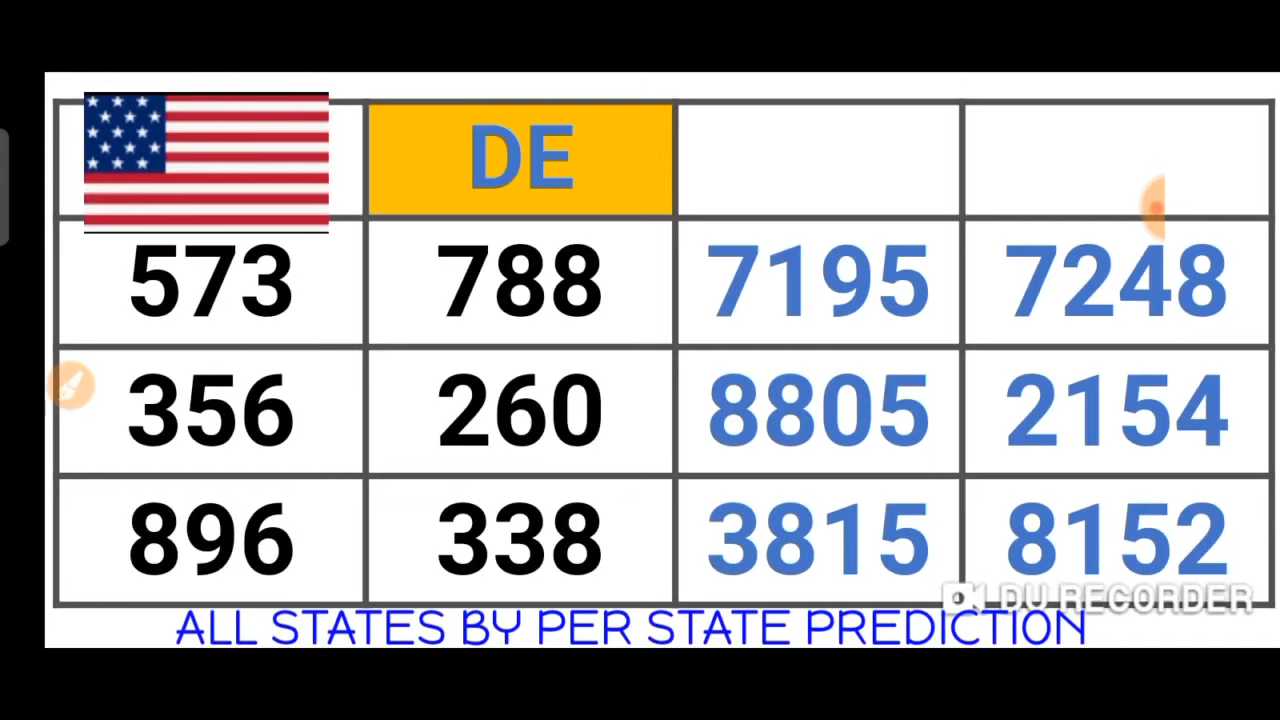 DE
573 788 7195 7248
356 260 8805 2154
896 338 3815 8152
DU RECORDER
ALL STATES BY PER STATE PREDICTION